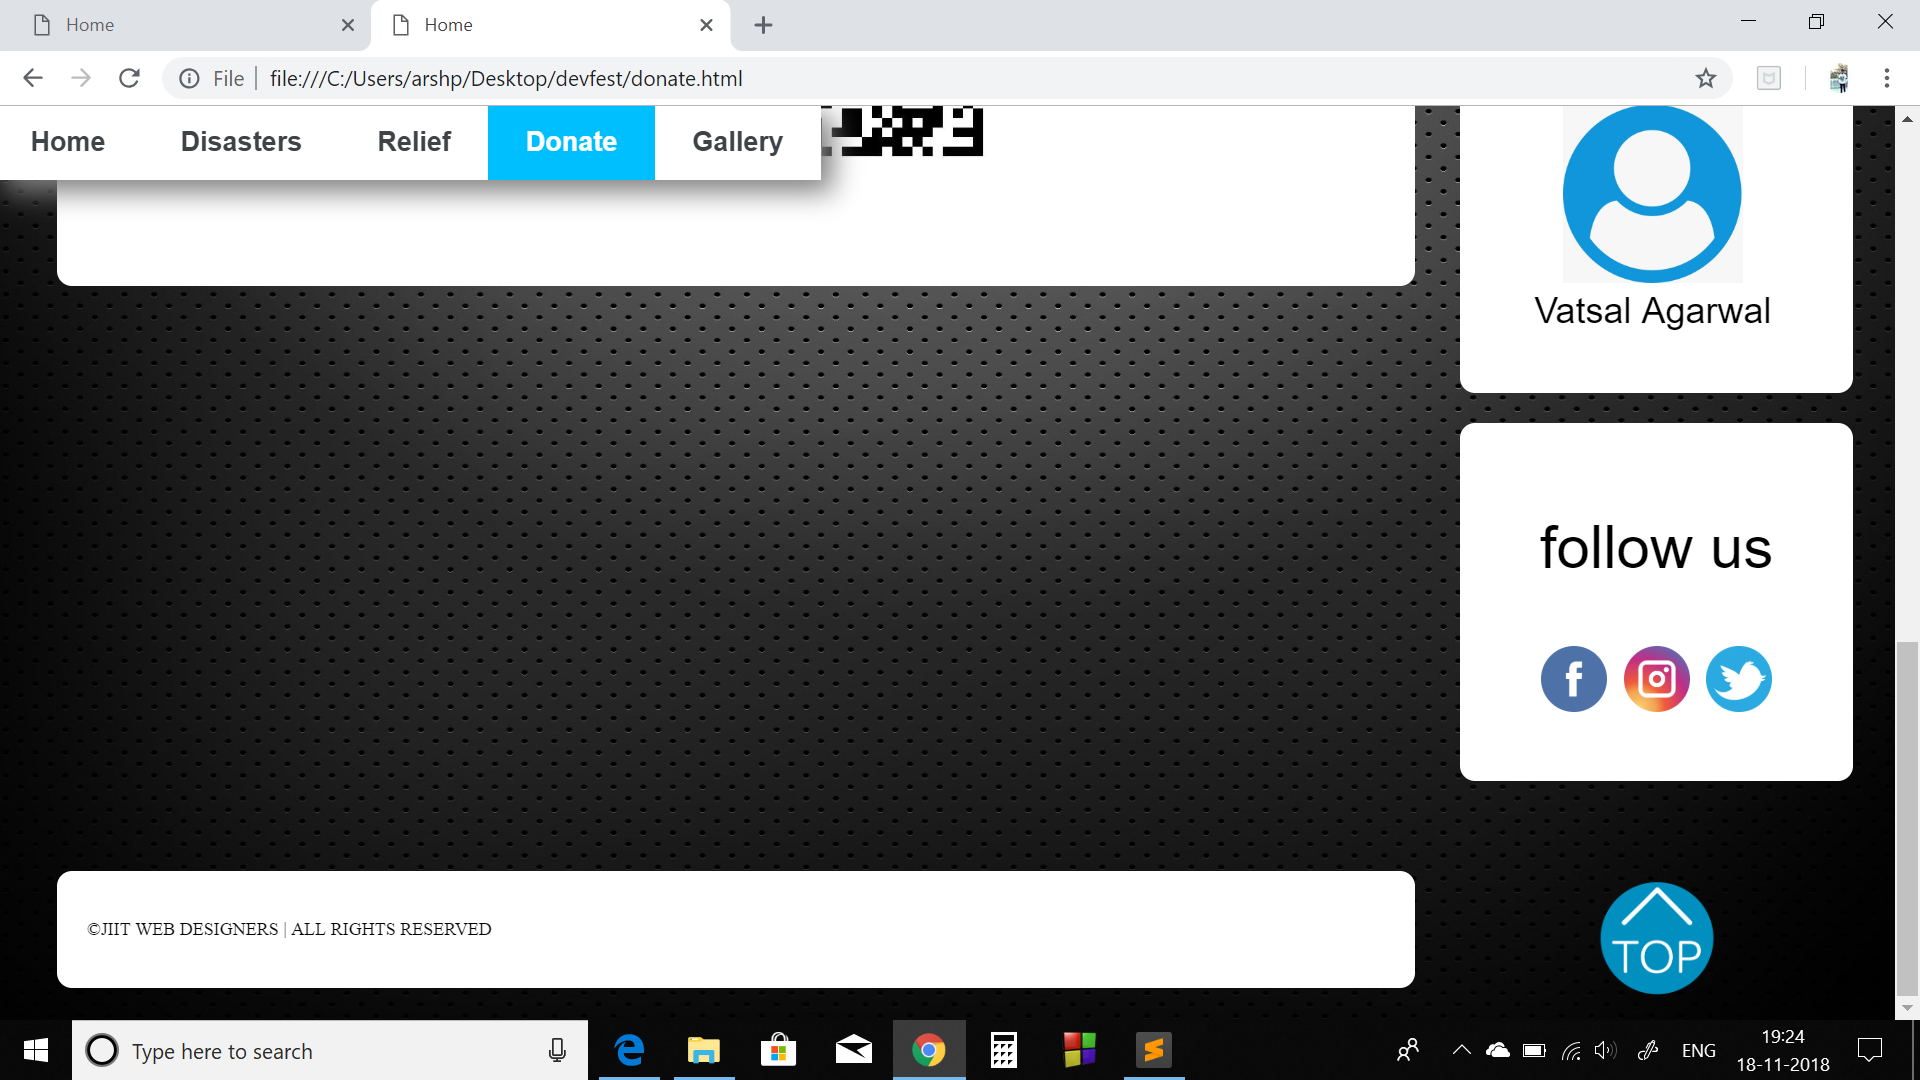 Home
Home
File
file:///C:/Users/arshp/Desktop/devfest/donate.html
Home Disasters Relief Donate Gallery
Vatsal Agarwal
follow us
f
TOP
©JIIT WEB DESIGNERS | ALL RIGHTS RESERVED
Type here to search
ENG
19:24
18-11-2018